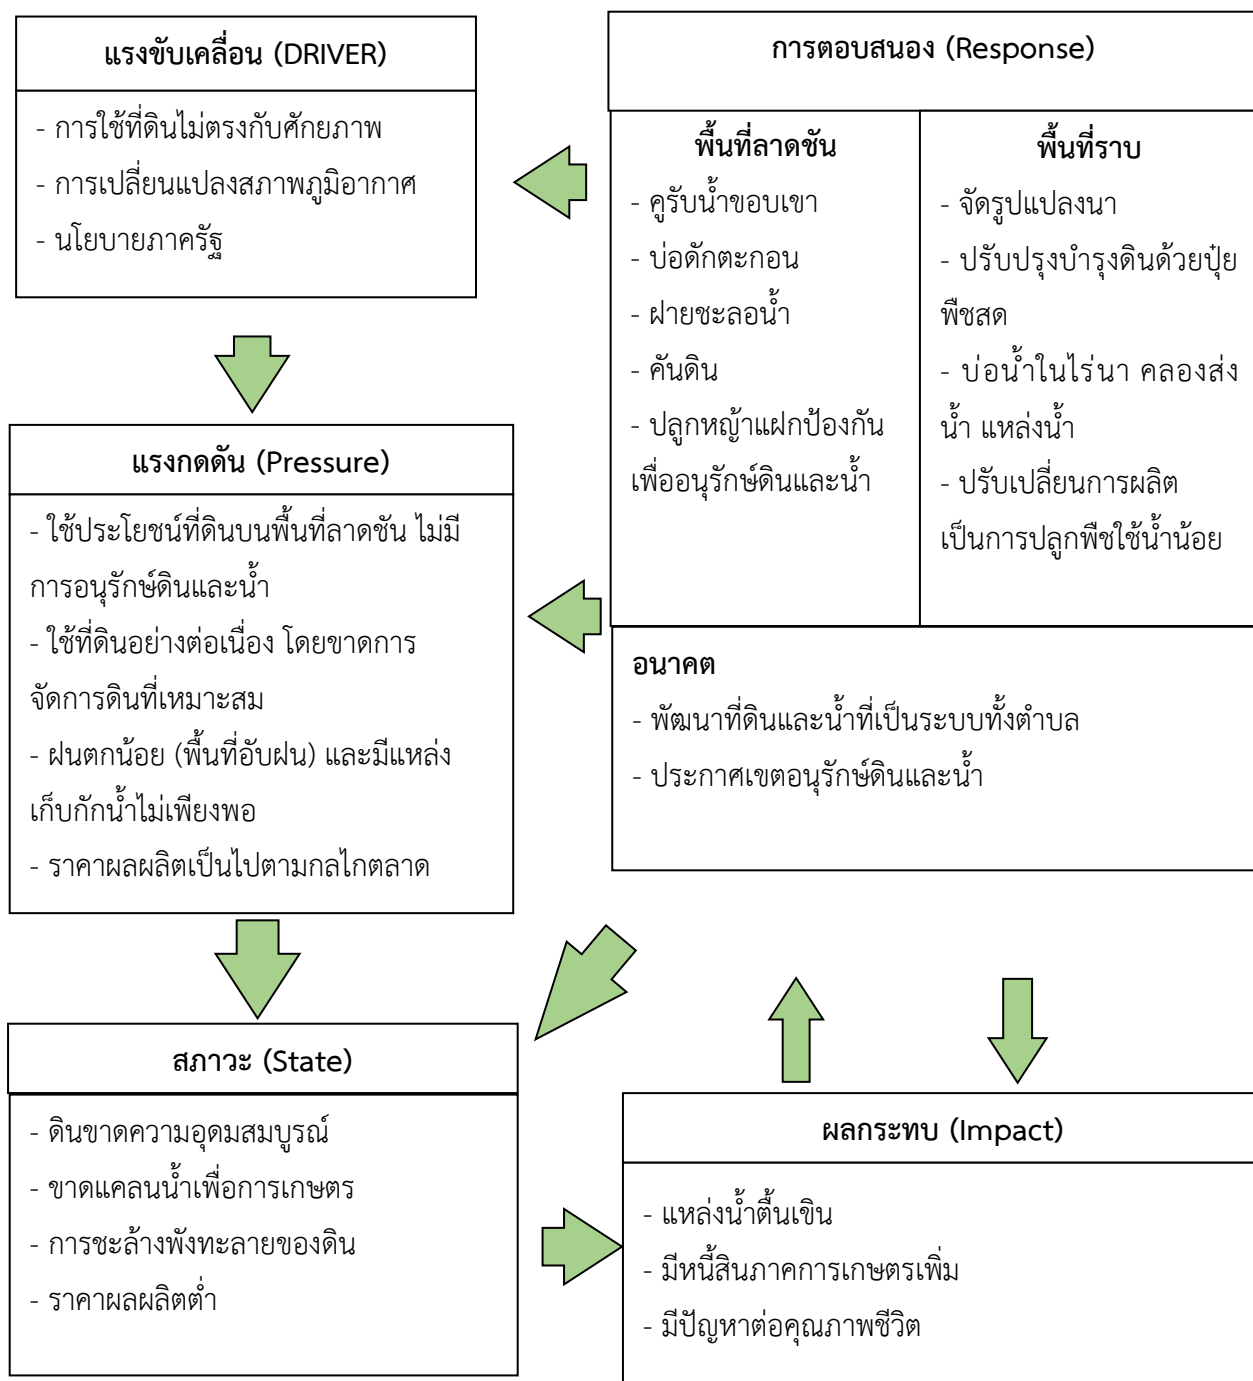 แรงขับเคลื่อน (DRIVER)
- การใช้ที่ดินไม่ตรงกับศักยภาพ
- การเปลี่ยนแปลงสภาพภูมิอากาศ
- นโยบายภาครัฐ
การตอบสนอง (Response)
พื้นที่ลาดชัน
- คูรับน้ำขอบเขา
- บ่อดักตะกอน
- ฝายชะลอน้ำ
- คันดิน
- ปลูกหญ้าแฝกป้องกัน
เพื่ออนุรักษ์ดินและน้ำ
พื้นที่ราบ
- จัดรูปแปลงนา
- ปรับปรุงบำรุงดินด้วยปุ๋ย
พืชสด
- บ่อน้ำในไร่นา คลองส่ง
น้ำ แหล่งน้ำ
- ปรับเปลี่ยนการผลิต
เป็นการปลูกพืชใช้น้ำน้อย
อนาคต
- พัฒนาที่ดินและน้ำที่เป็นระบบทั้งตำบล
- ประกาศเขตอนุรักษ์ดินและน้ำ
แรงกดดัน (Pressure)
- ใช้ประโยชน์ที่ดินบนพื้นที่ลาดชัน ไม่มี
การอนุรักษ์ดินและน้ำ
- ใช้ที่ดินอย่างต่อเนื่อง โดยขาดการ
จัดการดินที่เหมาะสม
- ฝนตกน้อย (พื้นที่อับฝน) และมีแหล่ง
เก็บกักน้ำไม่เพียงพอ
- ราคาผลผลิตเป็นไปตามกลไกตลาด
สภาวะ (State)
- ดินขาดความอุดมสมบูรณ์
- ขาดแคลนน้ำเพื่อการเกษตร
- การชะล้างพังทะลายของดิน
- ราคาผลผลิตต่ำ
ผลกระทบ (Impact)
- แหล่งน้ำตื้นเขิน
- มีหนี้สินภาคการเกษตรเพิ่ม
- มีปัญหาต่อคุณภาพชีวิต